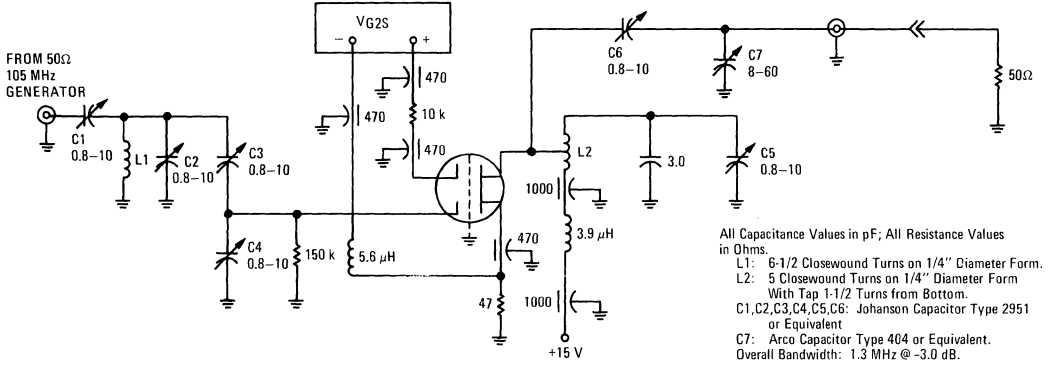 VG2S
− +
FROM 50Ω
105 MHz
GENERATOR
C1
0.8–10
L1
C2
0.8–10
C3
0.8–10
C4
0.8–10
150 k
470
10 k
470
470
5.6 μH
470
47
C6
0.8–10
C7
8–60
50Ω
L2
3.0
C5
0.8–10
1000
3.9 μH
1000
+15 V
All Capacitance Values in pF; All Resistance Values
in Ohms.
L1: 6-1/2 Closewound Turns on 1/4″ Diameter Form.
L2: 5 Closewound Turns on 1/4″ Diameter Form
With Tap 1-1/2 Turns from Bottom.
C1,C2,C3,C4,C5,C6: Johanson Capacitor Type 2951
or Equivalent
C7: Arco Capacitor Type 404 or Equivalent.
Overall Bandwidth: 1.3 MHz @ –3.0 dB.